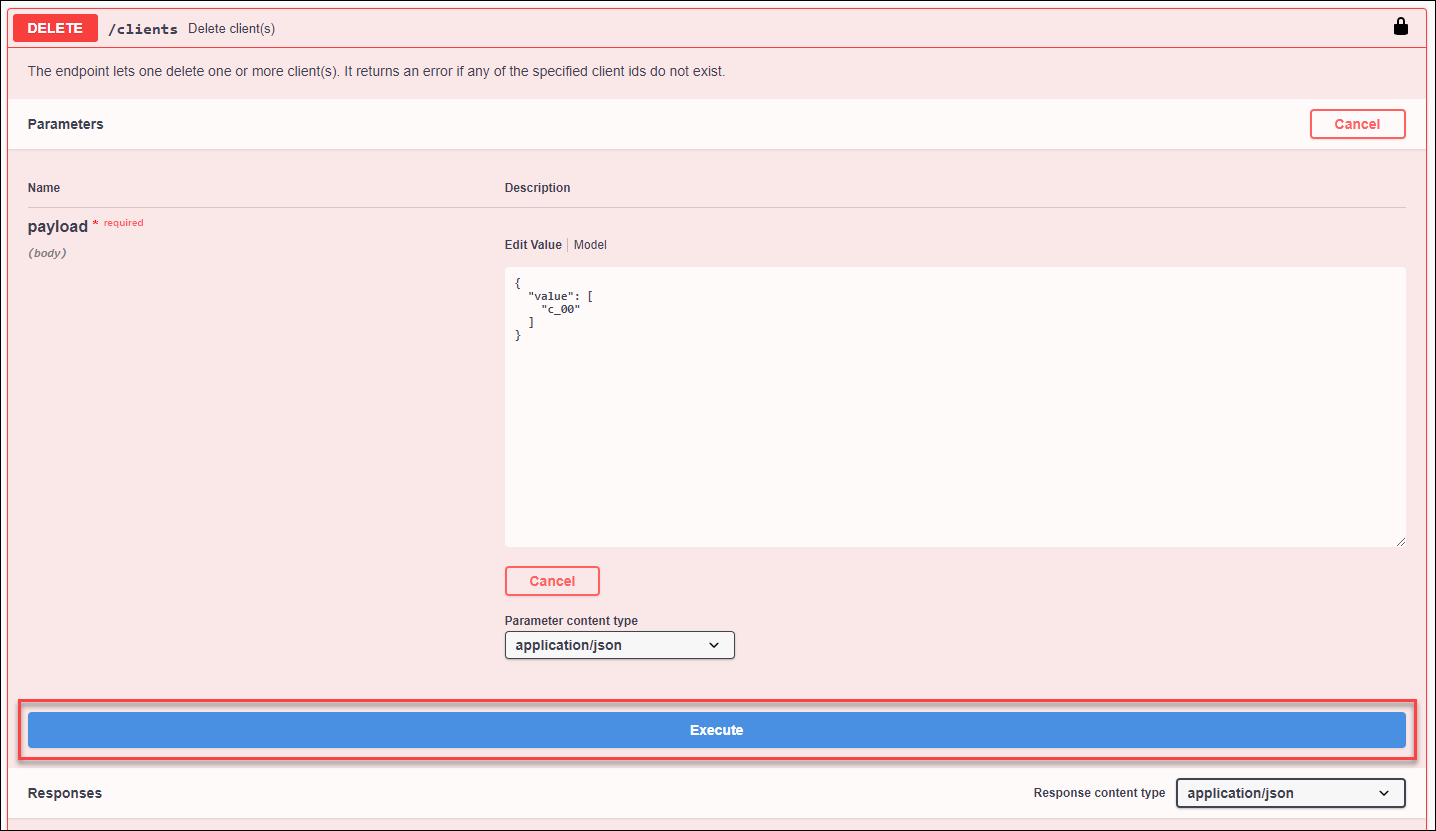 DELETE /clients Delete client(s)
The endpoint lets one delete one or more client(s). It returns an error if any of the specified client ids do not exist.
Parameters Cancel
Name Description
payload * required
(body)
Edit Value | Model
{
  "value": [
    "c_00"
  ]
}
Cancel
Parameter content type
application/json
Execute
Responses Response content type application/json